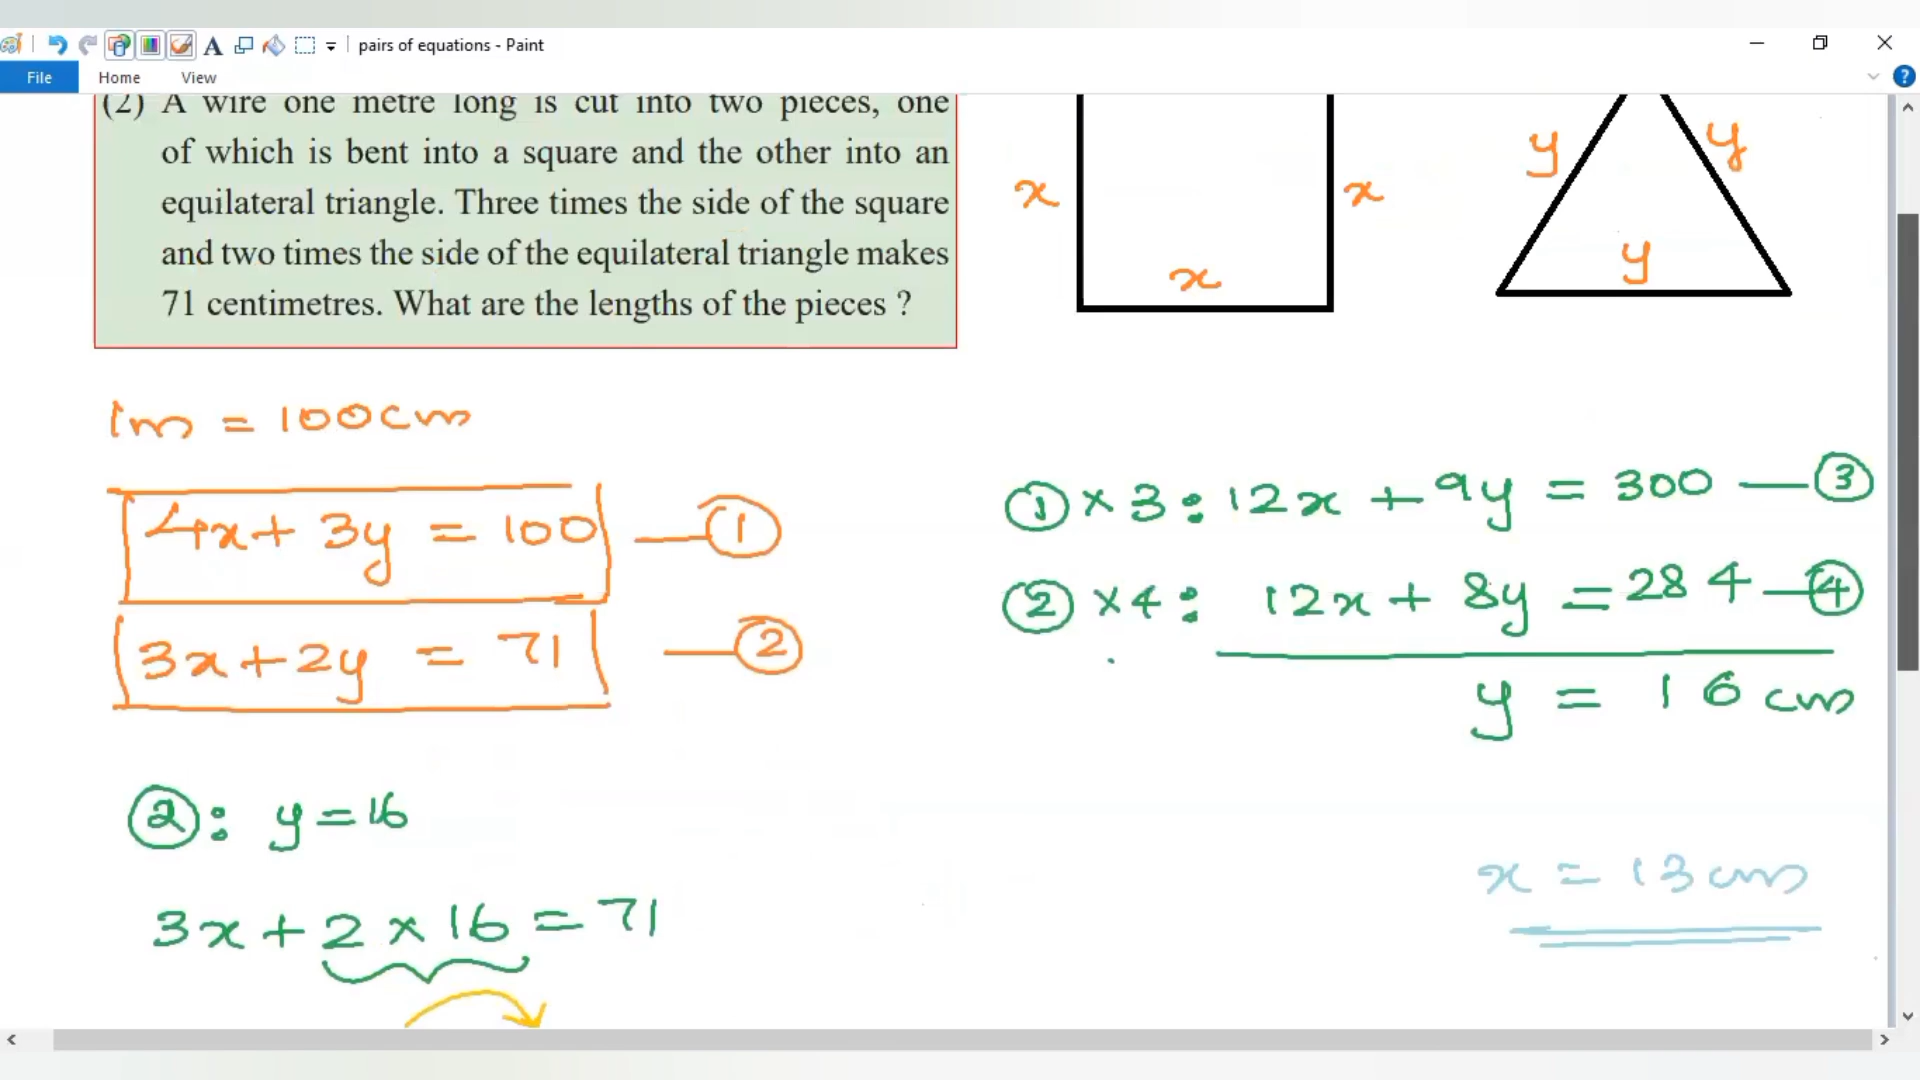 pairs of equations - Paint
File Home View
(2) A wire one metre long is cut into two pieces, one
of which is bent into a square and the other into an
equilateral triangle. Three times the side of the square
and two times the side of the equilateral triangle makes
71 centimetres. What are the lengths of the pieces ?
x x
x
y y
y
1m = 100cm
4x + 3y = 100 — ①
3x + 2y = 71 — ②
① × 3 : 12x + 9y = 300 — ③
② × 4 : 12x + 8y = 284 — ④
y = 16 cm
② : y = 16
3x + 2 × 16 = 71
x = 13 cm